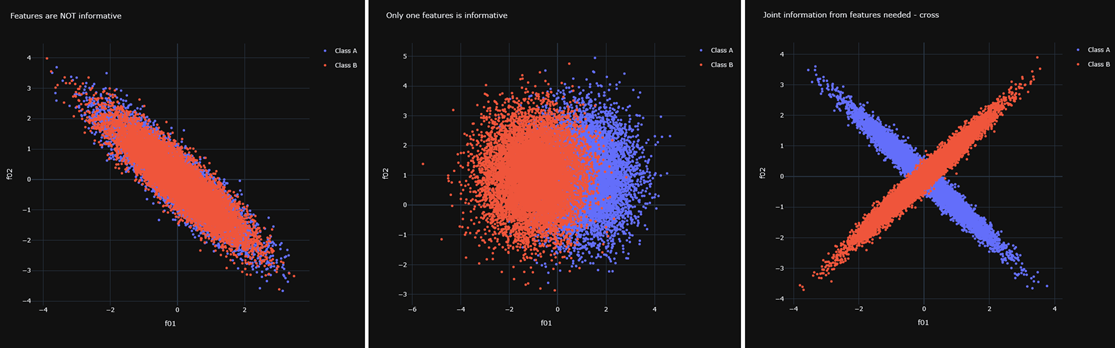 Features are NOT informative
Class A
Class B
4
3
2
1
0
−1
−2
−3
−4
f02
−4
−2
0
2
f01
Only one features is informative
Class A
Class B
5
4
3
2
1
0
−1
−2
−3
f02
−6
−4
−2
0
2
4
f01
Joint information from features needed - cross
Class A
Class B
4
3
2
1
0
−1
−2
−3
−4
f02
−4
−2
0
2
4
f01